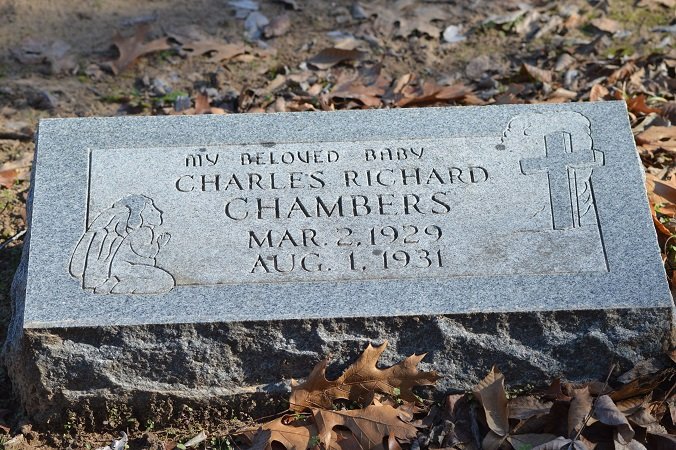 MY BELOVED BABY
CHARLES RICHARD
CHAMBERS
MAR. 2, 1929
AUG. 1, 1931